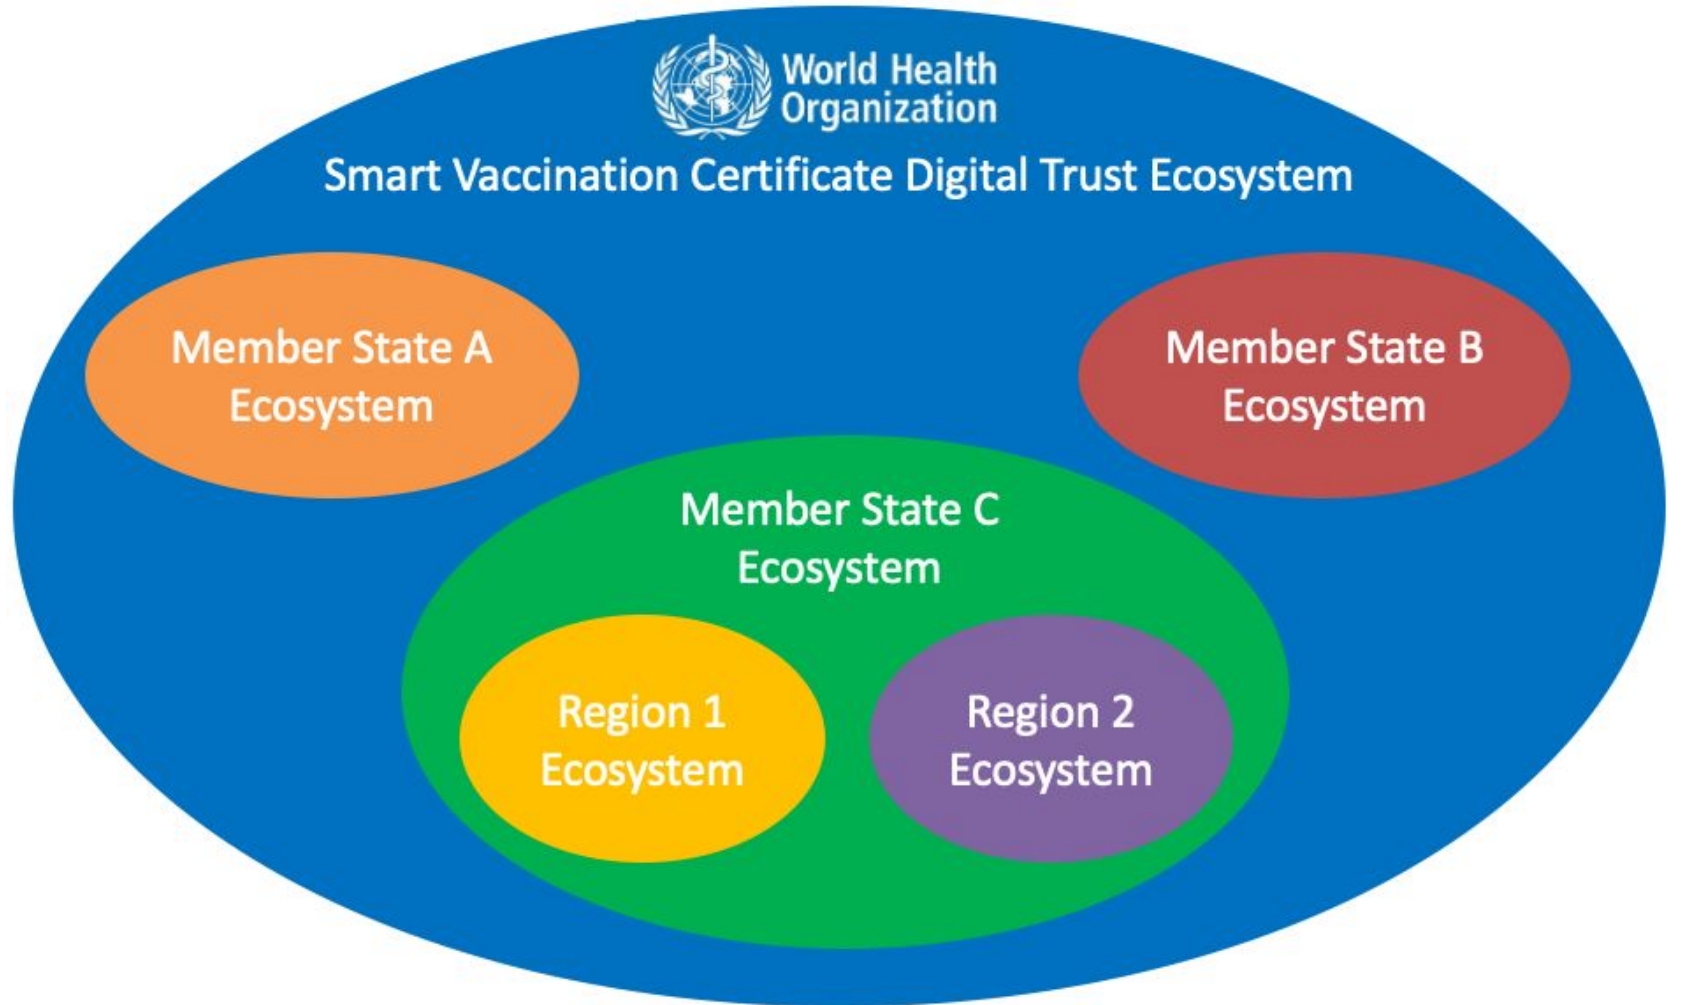 World Health
Organization
Smart Vaccination Certificate Digital Trust Ecosystem
Member State A
Ecosystem
Member State B
Ecosystem
Member State C
Ecosystem
Region 1
Ecosystem
Region 2
Ecosystem